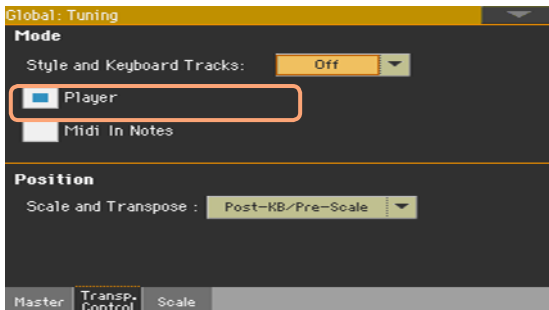 Global: Tuning
Mode
Style and Keyboard Tracks: Off
Player
Midi In Notes
Position
Scale and Transpose : Post-KB/Pre-Scale
Master Transp. Control Scale